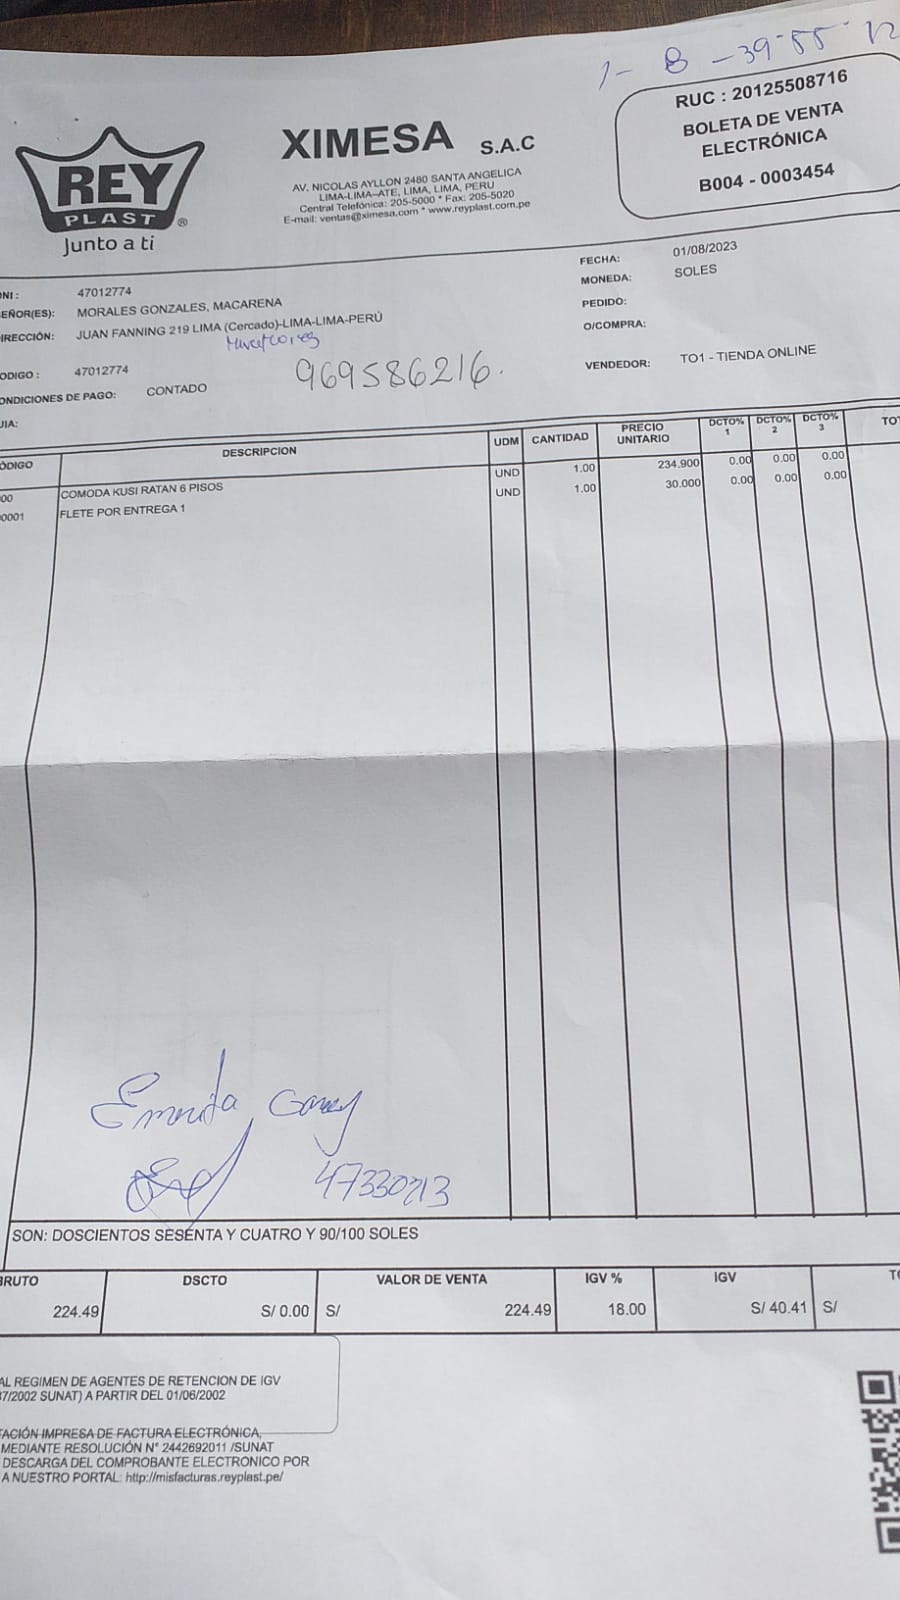 1- B -39-55 12
REY
PLAST ®
Junto a ti
XIMESA S.A.C
AV. NICOLAS AYLLON 2480 SANTA ANGELICA
LIMA-LIMA-ATE, LIMA, LIMA, PERU
Central Telefónica: 205-5000 * Fax: 205-5020
E-mail: ventas@ximesa.com * www.reyplast.com.pe
RUC : 20125508716
BOLETA DE VENTA
ELECTRÓNICA
B004 - 0003454
FECHA: 01/08/2023
MONEDA: SOLES
PEDIDO:
O/COMPRA:
VENDEDOR: TO1 - TIENDA ONLINE
ONI : 47012774
EÑOR(ES): MORALES GONZALES, MACARENA
IRECCIÓN: JUAN FANNING 219 LIMA (Cercado)-LIMA-LIMA-PERÚ
Miraflores
ODIGO : 47012774
969586216.
ONDICIONES DE PAGO: CONTADO
UIA:
ÓDIGO DESCRIPCION UDM CANTIDAD PRECIO UNITARIO DCTO% 1 DCTO% 2 DCTO% 3 TOT
00 COMODA KUSI RATAN 6 PISOS UND 1.00 234.900 0.00 0.00 0.00
0001 FLETE POR ENTREGA 1 UND 1.00 30.000 0.00 0.00 0.00
Emerita
SON: DOSCIENTOS SESENTA Y CUATRO Y 90/100 SOLES
BRUTO DSCTO VALOR DE VENTA IGV % IGV TO
224.49 S/ 0.00 S/ 224.49 18.00 S/ 40.41 S/
AL REGIMEN DE AGENTES DE RETENCION DE IGV
37/2002 SUNAT) A PARTIR DEL 01/06/2002
TACIÓN IMPRESA DE FACTURA ELECTRÓNICA,
MEDIANTE RESOLUCIÓN N° 2442692011 /SUNAT
DESCARGA DEL COMPROBANTE ELECTRONICO POR
A NUESTRO PORTAL: http://misfacturas.reyplast.pe/